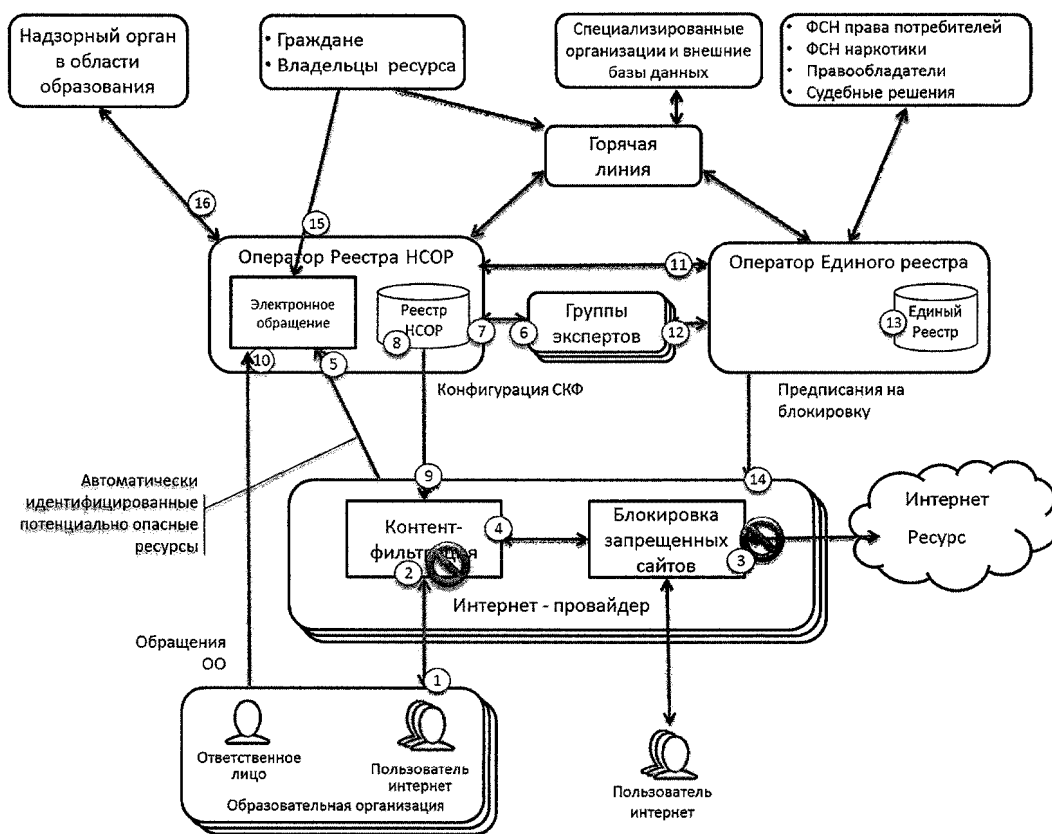 Надзорный орган
в области
образования
• Граждане
• Владельцы ресурса
Специализированные
организации и внешние
базы данных
• ФСН права потребителей
• ФСН наркотики
• Правообладатели
• Судебные решения
Горячая
линия
16
15
Оператор Реестра НСОР
11
Оператор Единого реестра
Электронное
обращение
Реестр
НСОР
8
7
6
Группы
экспертов
12
13
Единый
Реестр
10
5
Конфигурация СКФ
Предписания на
блокировку
Автоматически
идентифицированные
потенциально опасные
ресурсы
9
14
Контент-
фильтрация
2
4
Блокировка
запрещенных
сайтов
3
Интернет
Ресурс
Интернет - провайдер
Обращения
ОО
1
Ответственное
лицо
Пользователь
интернет
Образовательная организация
Пользователь
интернет